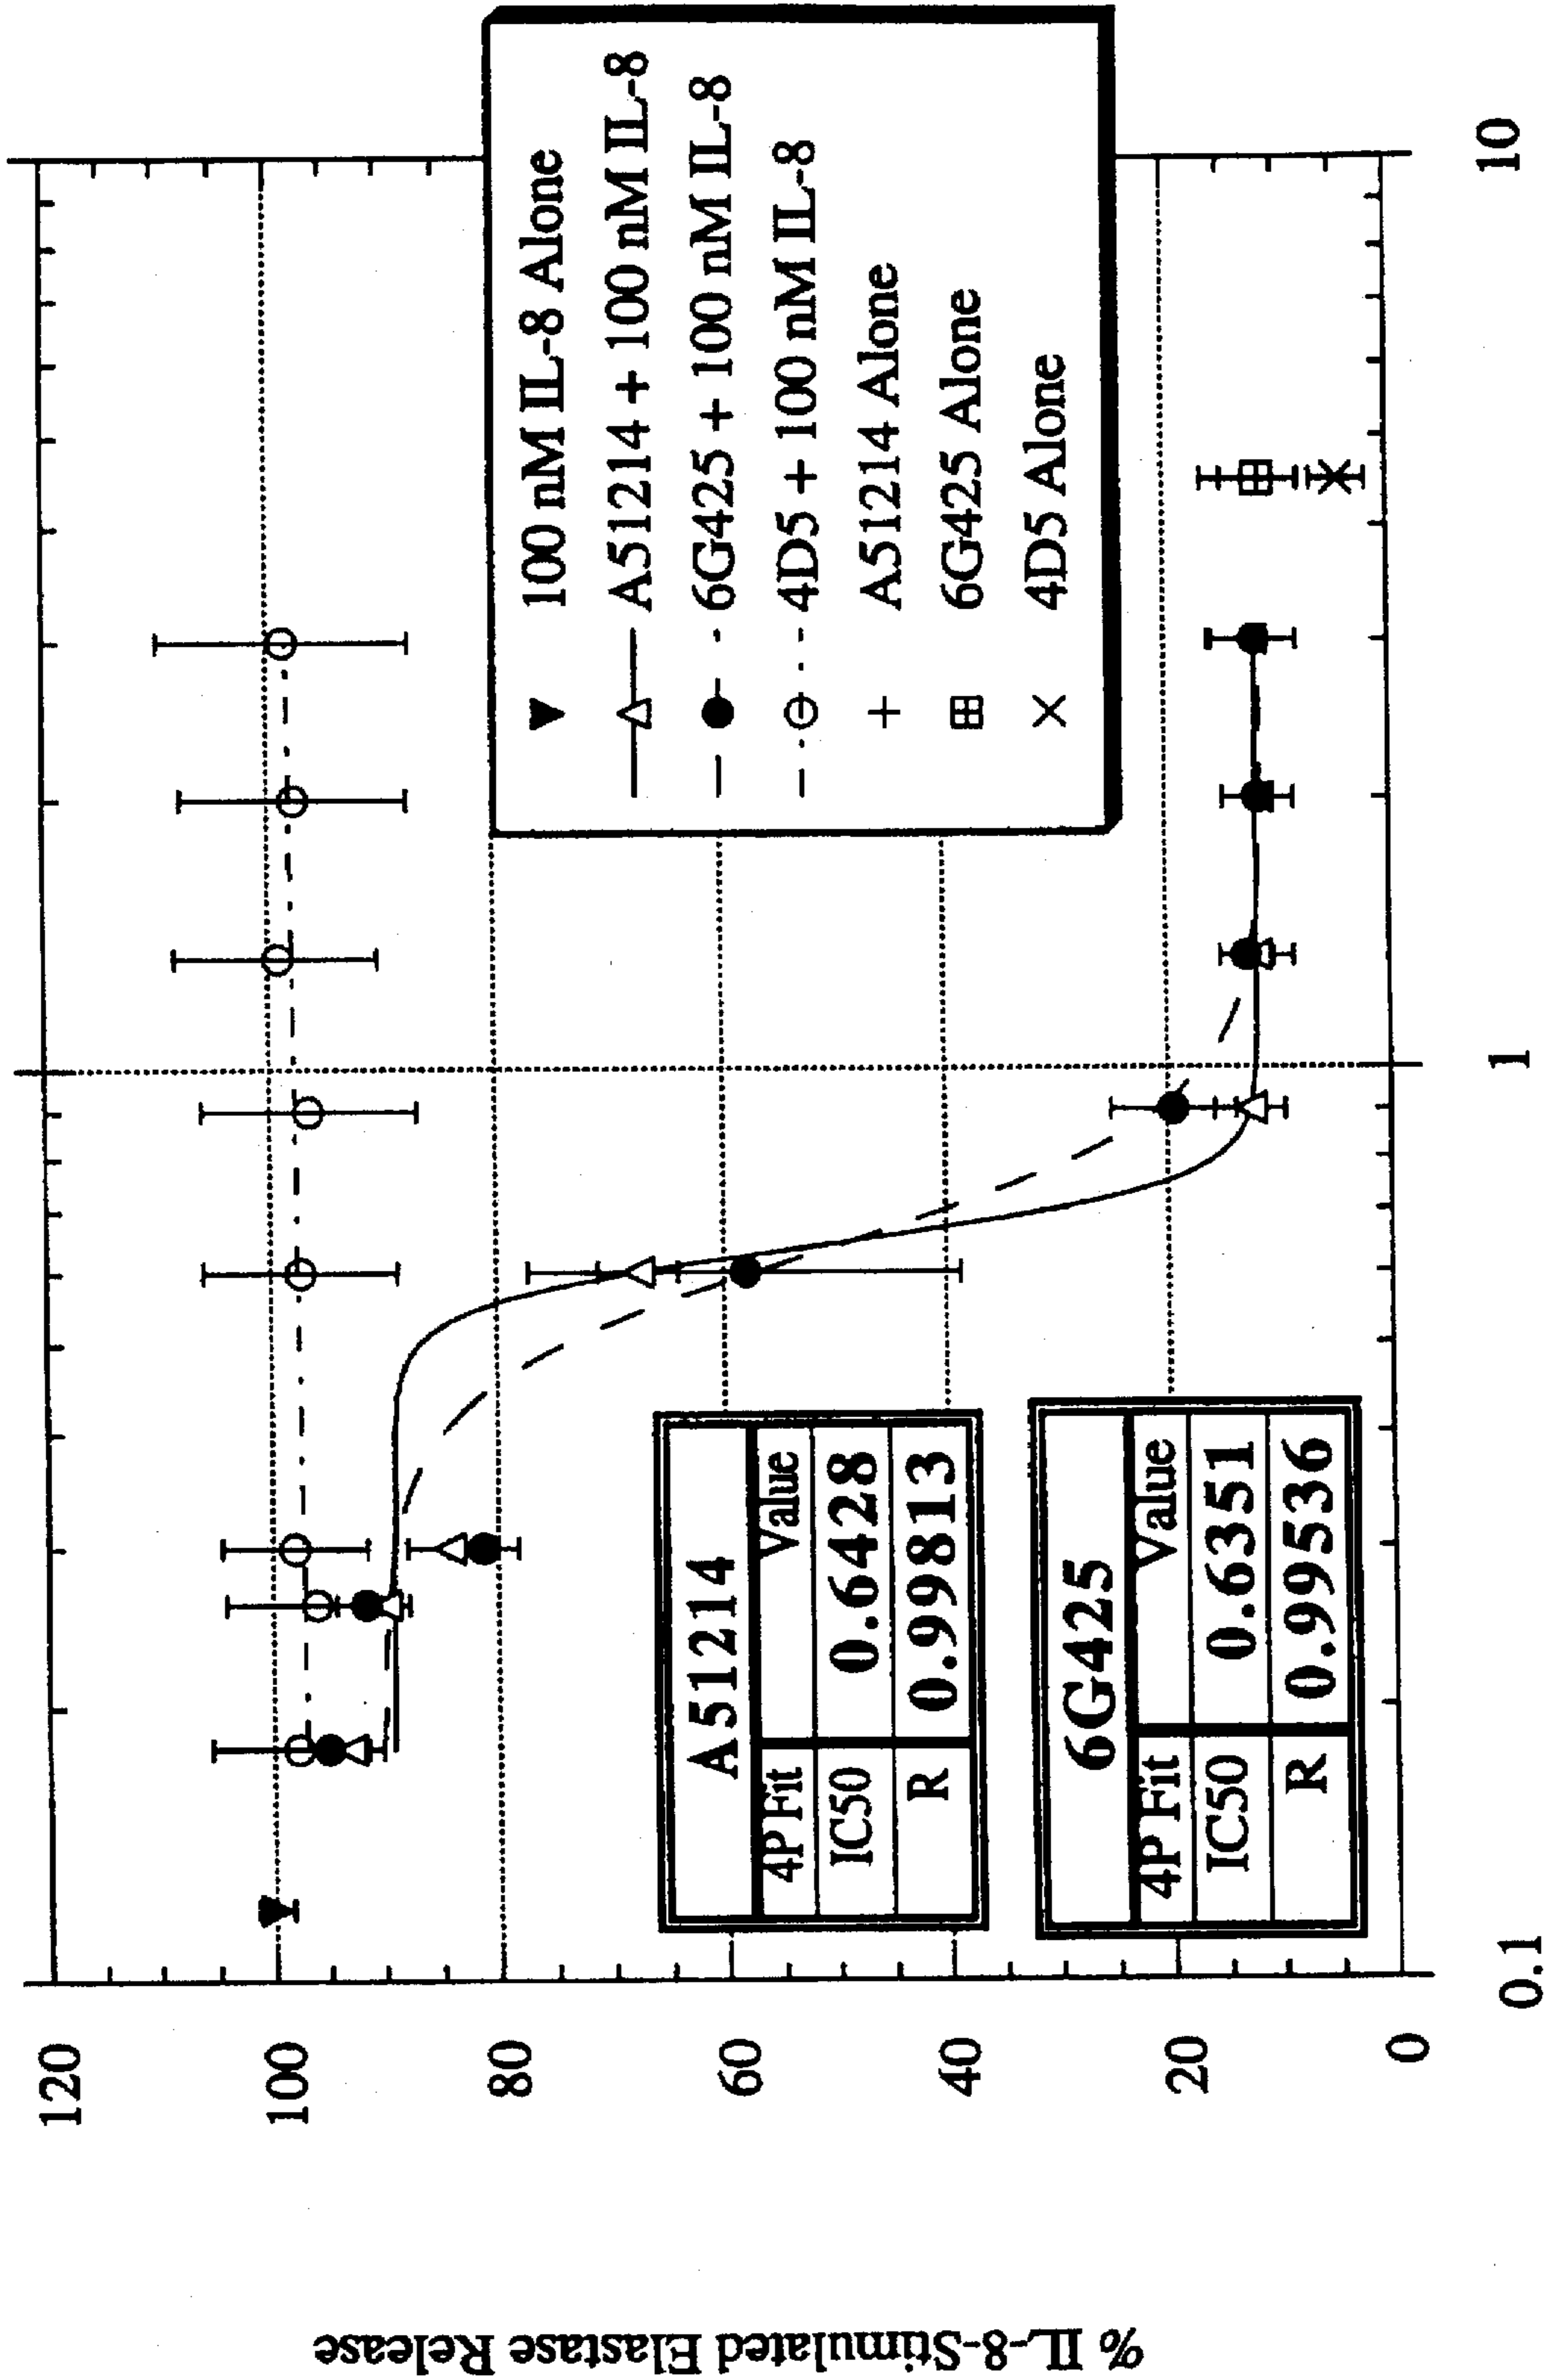 % IL-8-Stimulated Elastase Release
120
100
80
60
40
20
0
0.1
1
10
100 nM IL-8 Alone
A51214 + 100 nM IL-8
6G425 + 100 nM IL-8
4D5 + 100 nM IL-8
A51214 Alone
6G425 Alone
4D5 Alone
A51214
4P Fit Value
IC50 0.6428
R 0.99813
6G425
4P Fit Value
IC50 0.6351
R 0.99536